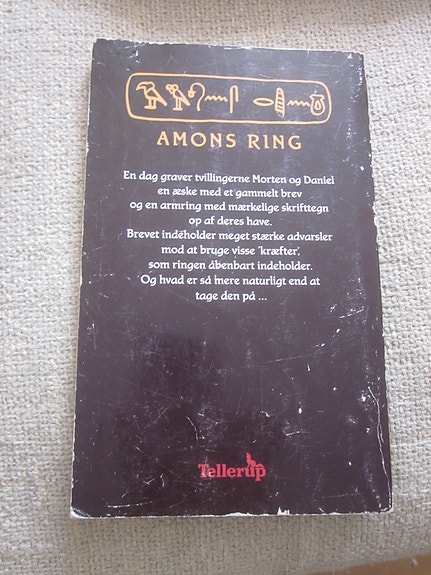 AMONS RING
En dag graver tvillingerne Morten og Daniel
en æske med et gammelt brev
og en armring med mærkelige skrifttegn
op af deres have.
Brevet indeholder meget stærke advarsler
mod at bruge visse 'kræfter',
som ringen åbenbart indeholder.
Og hvad er så mere naturligt end at
tage den på ...
Tellerup